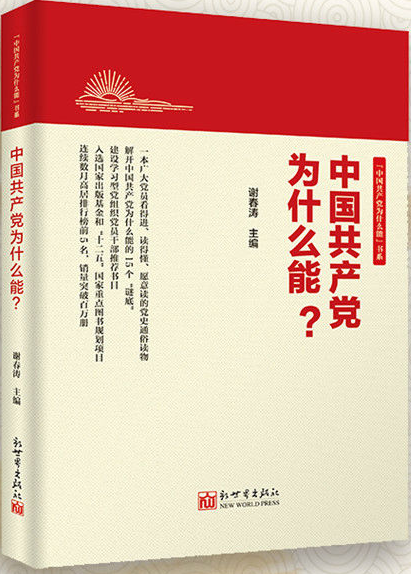 「中国共产党为什么能」书系
中国共产党为什么能？
谢春涛 主编
新世界出版社
「中国共产党为什么能」书系
中国共产党
为什么能？
谢春涛 主编
一本广大党员看得进、读得懂、愿意读的党史通俗读物
解开中国共产党为什么能的15个“谜底”
建设学习型党组织党员干部推荐书目
入选国家出版基金和“十二五”国家重点图书规划项目
连续数月高居排行榜前5名，销量突破百万册
新世界出版社